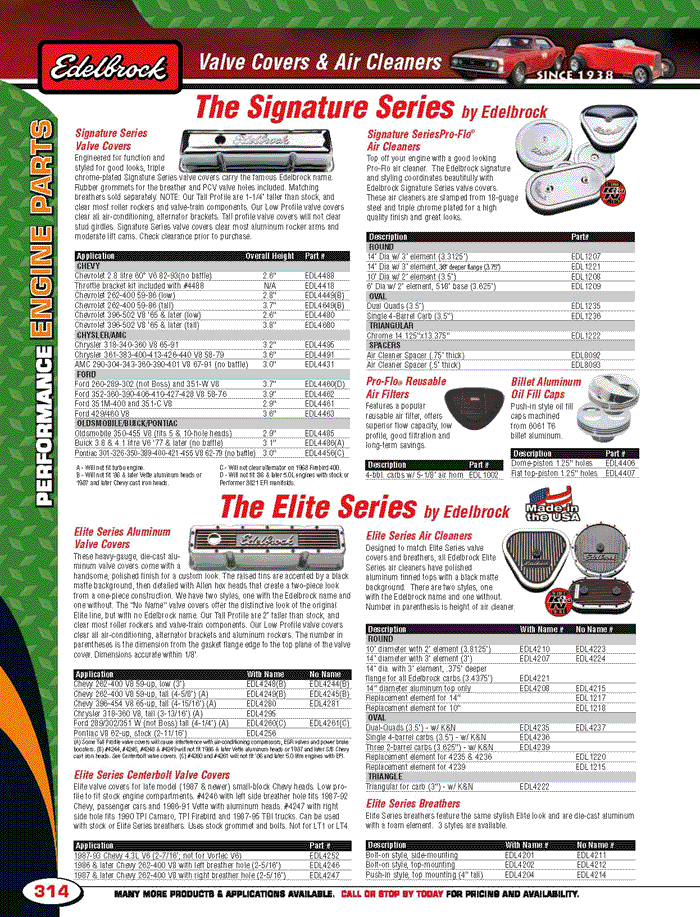 Edelbrock
Valve Covers & Air Cleaners
SINCE 1938
PERFORMANCE ENGINE PARTS
The Signature Series by Edelbrock
Signature Series
Valve Covers
Engineered for function and
styled for good looks, triple
chrome-plated Signature Series valve covers carry the famous Edelbrock name.
Rubber grommets for the breather and PCV valve holes included. Matching
breathers sold separately. NOTE: Our Tall Profile are 1-1/4" taller than stock, and
clear most roller rockers and valve-train components. Our Low Profile valve covers
clear all air-conditioning, alternator brackets. Tall profile valve covers will not clear
stud girdles. Signature Series valve covers clear most aluminum rocker arms and
moderate lift cams. Check clearance prior to purchase.
Application Overall Height Part #
CHEVY
Chevrolet 2.8 litre 60° V6 82-93(no baffle) 2.6" EDL4488
Throttle bracket kit included with #4488 N/A EDL4418
Chevrolet 262-400 59-86 (low) 2.8" EDL4449(B)
Chevrolet 262-400 59-86 (tall) 3.7" EDL4649(B)
Chevrolet 396-502 V8 '65 & later (low) 2.6" EDL4480
Chevrolet 396-502 V8 '65 & later (tall) 3.8" EDL4680
CHYSLER/AMC
Chrysler 318-340-360 V8 65-91 3.2" EDL4495
Chrysler 361-383-400-413-426-440 V8 58-79 3.6" EDL4491
AMC 290-304-343-360-390-401 V8 67-91 (no baffle) 3.0" EDL4431
FORD
Ford 260-289-302 (not Boss) and 351-W V8 3.7" EDL4460(D)
Ford 352-360-390-406-410-427-428 V8 58-76 3.9" EDL4462
Ford 351M-400 and 351-C V8 2.9" EDL4461
Ford 429/460 V8 3.6" EDL4463
OLDSMOBILE/BUICK/PONTIAC
Oldsmobile 350-455 V8 (fits 5 & 10-hole heads) 2.9" EDL4485
Buick 3.8 & 4.1 litre V6 '77 & later (no baffle) 3.1" EDL4486(A)
Pontiac 301-326-350-389-400-421-455 V8 62-79 (no baffle) 3.0" EDL4456(C)
A - Will not fit turbo engine.
B - Will not fit '86 & later Vette aluminum heads or
1987 and later Chevy cast iron heads.
C - Will not clear alternator on 1968 Firebird 400.
D - Will not fit '86 & later 5.0L engines with stock or
Performer 3821 EFI manifolds.
Signature SeriesPro-Flo®
Air Cleaners
Top off your engine with a good looking
Pro-Flo air cleaner. The Edelbrock signature
and styling coordinates beautifully with
Edelbrock Signature Series valve covers.
These air cleaners are stamped from 18-guage
steel and triple chrome plated for a high
quality finish and great looks.
Description Part#
ROUND
14" Dia w/ 3" element (3.3125") EDL1207
14" Dia w/ 3" element, 3/8" deeper flange (3.75") EDL1221
10" Dia w/ 2" element (3.5") EDL1208
6" Dia w/ 2" element, 5-1/8" base (3.625") EDL1209
OVAL
Dual Quads (3.5") EDL1235
Single 4-Barrel Carb (3.5") EDL1236
TRIANGULAR
Chrome 14.125"x13.375" EDL1222
SPACERS
Air Cleaner Spacer (.75" thick) EDL8092
Air Cleaner Spacer (.5" thick) EDL8093
Pro-Flo® Reusable
Air Filters
Features a popular
reusable air filter, offers
superior flow capacity, low
profile, good filtration and
long-term savings.
Description Part #
4-bbl. carbs w/ 5-1/8" air horn EDL1002
Billet Aluminum
Oil Fill Caps
Push-in style oil fill
caps machined
from 6061 T6
billet aluminum.
Description Part #
Dome-piston 1.25" holes EDL4406
Flat top-piston 1.25" holes EDL4407
Made in
the USA
The Elite Series by Edelbrock
Elite Series Aluminum
Valve Covers
These heavy-gauge, die-cast alu-
minum valve covers come with a
handsome, polished finish for a custom look. The raised fins are accented by a black
matte background, then detailed with Allen hex heads that create a two-piece look
from a one-piece construction. We have two styles, one with the Edelbrock name and
one without. The "No Name" valve covers offer the distinctive look of the original
Elite line, but with no Edelbrock name. Our Tall Profile are 2" taller than stock, and
clear most roller rockers and valve-train components. Our Low Profile valve covers
clear all air-conditioning, alternator brackets and aluminum rockers. The number in
parentheses is the dimension from the gasket flange edge to the top plane of the valve
cover. Dimensions accurate within 1/8".
Application With Name No Name
Chevy 262-400 V8 59-up, low (3") EDL4248(B) EDL4244(B)
Chevy 262-400 V8 59-up, tall (4-5/8") (A) EDL4249(B) EDL4245(B)
Chevy 396-454 V8 65-up, tall (4-15/16") (A) EDL4280 EDL4281
Chrysler 318-360 V8, tall (3-13/16") (A) EDL4295
Ford 289/302/351 W (not Boss) tall (4-1/4") (A) EDL4260(C) EDL4261(C)
Pontiac V8 62-up, stock (2-11/16") EDL4256
(A) Some Tall Profile valve covers will cause interference with air-conditioning compressors, EGR valves and power brake
boosters. (B) #4244, #4245, #4248 & #4249 will not fit 1986 & later Vette aluminum heads or 1987 and later S/B Chevy
cast iron heads. See Centerbolt valve covers. (C) #4260 and #4261 will not fit '86 and later 5.0 litre engines with EFI.
Elite Series Centerbolt Valve Covers
Elite valve covers for late model (1987 & newer) small-block Chevy heads. Low pro-
file to fit stock engine compartments. #4246 with left side breather hole fits 1987-92
Chevy, passenger cars and 1986-91 Vette with aluminum heads. #4247 with right
side hole fits 1990 TPI Camaro, TPI Firebird and 1987-95 TBI trucks. Can be used
with stock or Elite Series breathers. Uses stock grommet and bolts. Not for LT1 or LT4.
Application Part #
1987-93 Chevy 4.3L V6 (2-7/16"; not for Vortec V6) EDL4252
1986 & later Chevy 262-400 V8 with left breather hole (2-5/16") EDL4246
1987 & later Chevy 262-400 V8 with right breather hole (2-5/16") EDL4247
Elite Series Air Cleaners
Designed to match Elite Series valve
covers and breathers, all Edelbrock Elite
Series air cleaners have polished
aluminum finned tops with a black matte
background. There are two styles, one
with the Edelbrock name and one without.
Number in parenthesis is height of air cleaner.
Description With Name # No Name #
ROUND
10" diameter with 2" element (3.8125") EDL4210 EDL4223
14" diameter with 3" element (3") EDL4207 EDL4224
14" dia. with 3" element, .375" deeper
flange for all Edelbrock carbs (3.4375") EDL4221
14" diameter aluminum top only EDL4208 EDL4215
Replacement element for 14" EDL1217
Replacement element for 10" EDL1218
OVAL
Dual-Quads (3.5") - w/ K&N EDL4235 EDL4237
Single 4-barrel carbs (3.5") - w/ K&N EDL4236
Three 2-barrel carbs (3.625") - w/ K&N EDL4239
Replacement element for 4235 & 4236 EDL1220
Replacement element for 4239 EDL1215
TRIANGLE
Triangular for carb (3") - w/ K&N EDL4222
Elite Series Breathers
Elite Series breathers feature the same stylish Elite look and are die-cast aluminum
with a foam element. 3 styles are available.
Description With Name # No Name #
Bolt-on style, side-mounting EDL4201 EDL4211
Bolt-on style, top-mounting EDL4202 EDL4212
Push-in style, top mounting (4" tall) EDL4204 EDL4214
314
MANY MORE PRODUCTS & APPLICATIONS AVAILABLE. CALL OR STOP BY TODAY FOR PRICING AND AVAILABILITY.